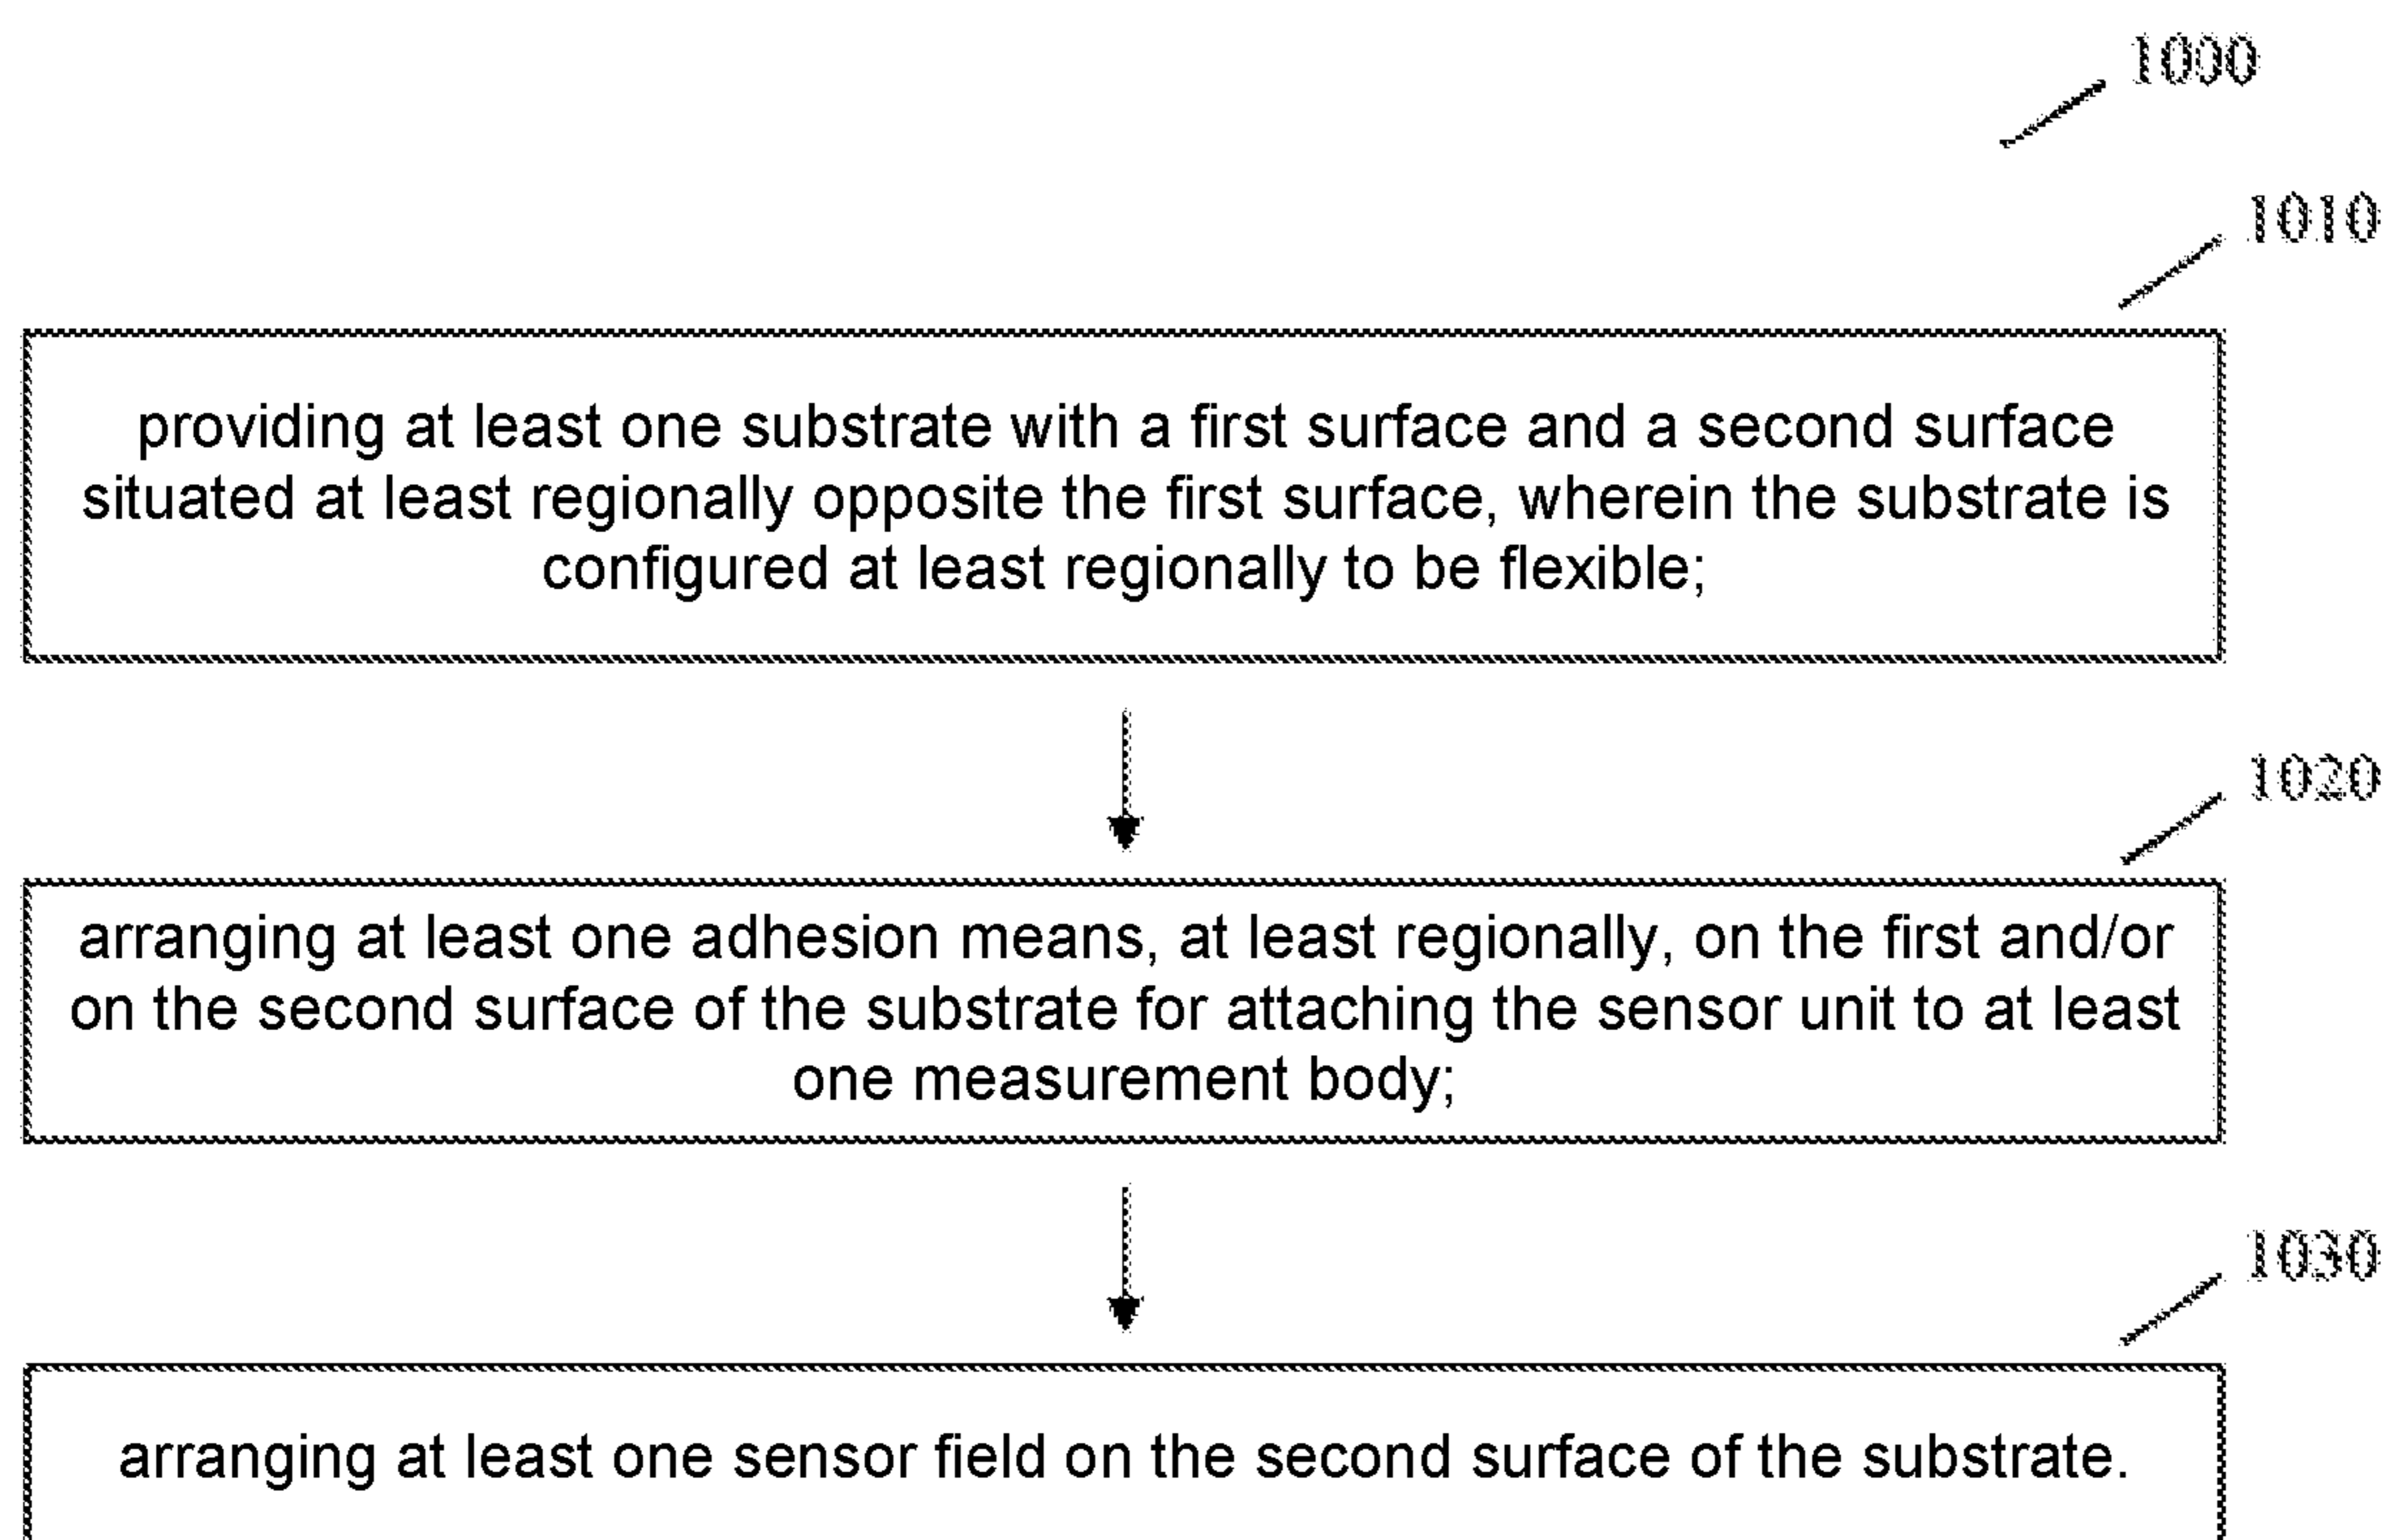 1000
1010
providing at least one substrate with a first surface and a second surface
situated at least regionally opposite the first surface, wherein the substrate is
configured at least regionally to be flexible;
1020
arranging at least one adhesion means, at least regionally, on the first and/or
on the second surface of the substrate for attaching the sensor unit to at least
one measurement body;
1030
arranging at least one sensor field on the second surface of the substrate.